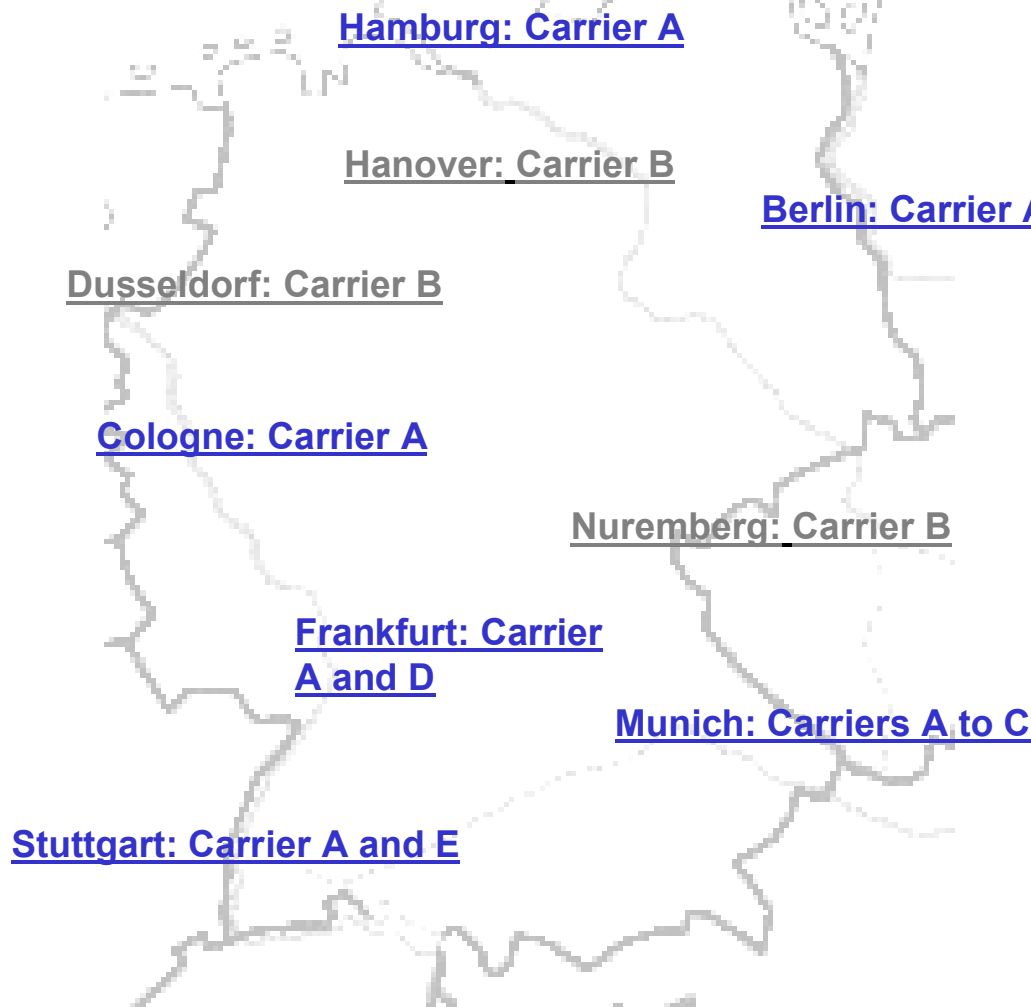 Hamburg: Carrier A
Hanover: Carrier B
Berlin: Carrier A
Dusseldorf: Carrier B
Cologne: Carrier A
Nuremberg: Carrier B
Frankfurt: Carrier
A and D
Munich: Carriers A to C
Stuttgart: Carrier A and E